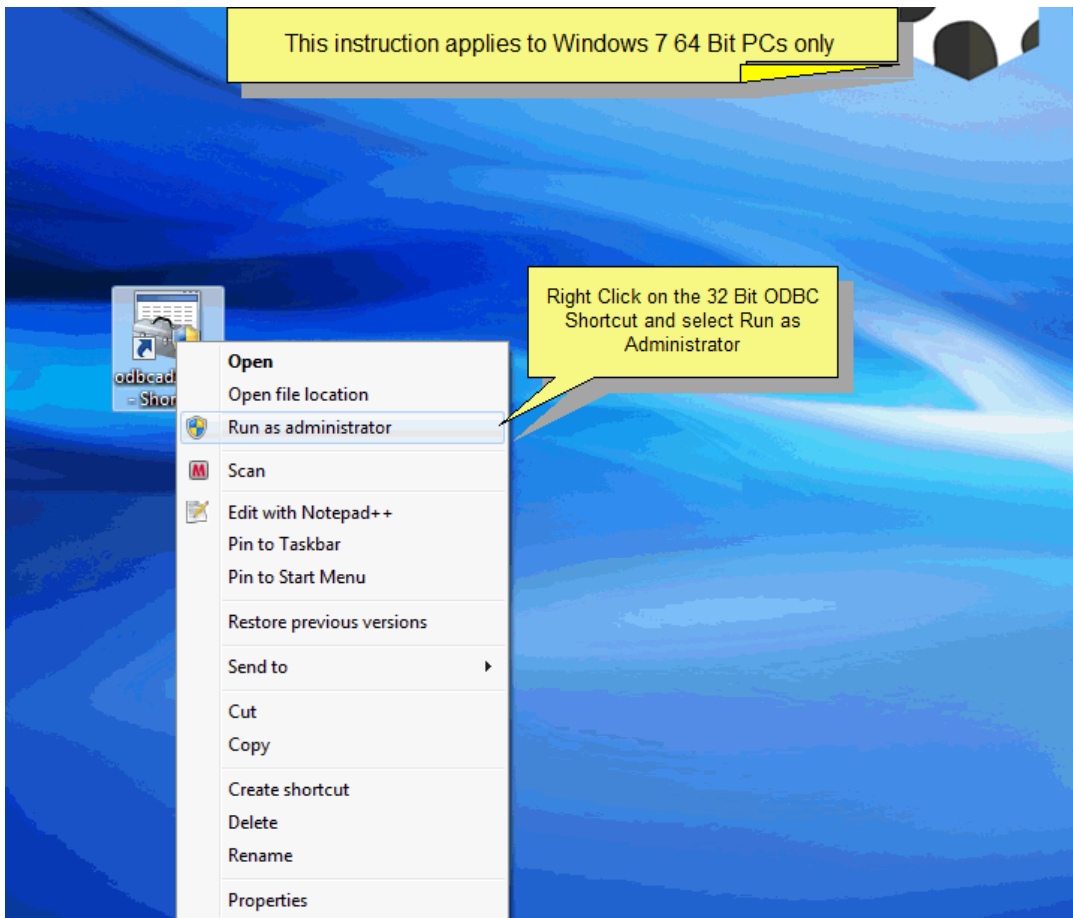 This instruction applies to Windows 7 64 Bit PCs only
Right Click on the 32 Bit ODBC
Shortcut and select Run as
Administrator
odbcad
- Shor
Open
Open file location
Run as administrator
Scan
Edit with Notepad++
Pin to Taskbar
Pin to Start Menu
Restore previous versions
Send to
Cut
Copy
Create shortcut
Delete
Rename
Properties